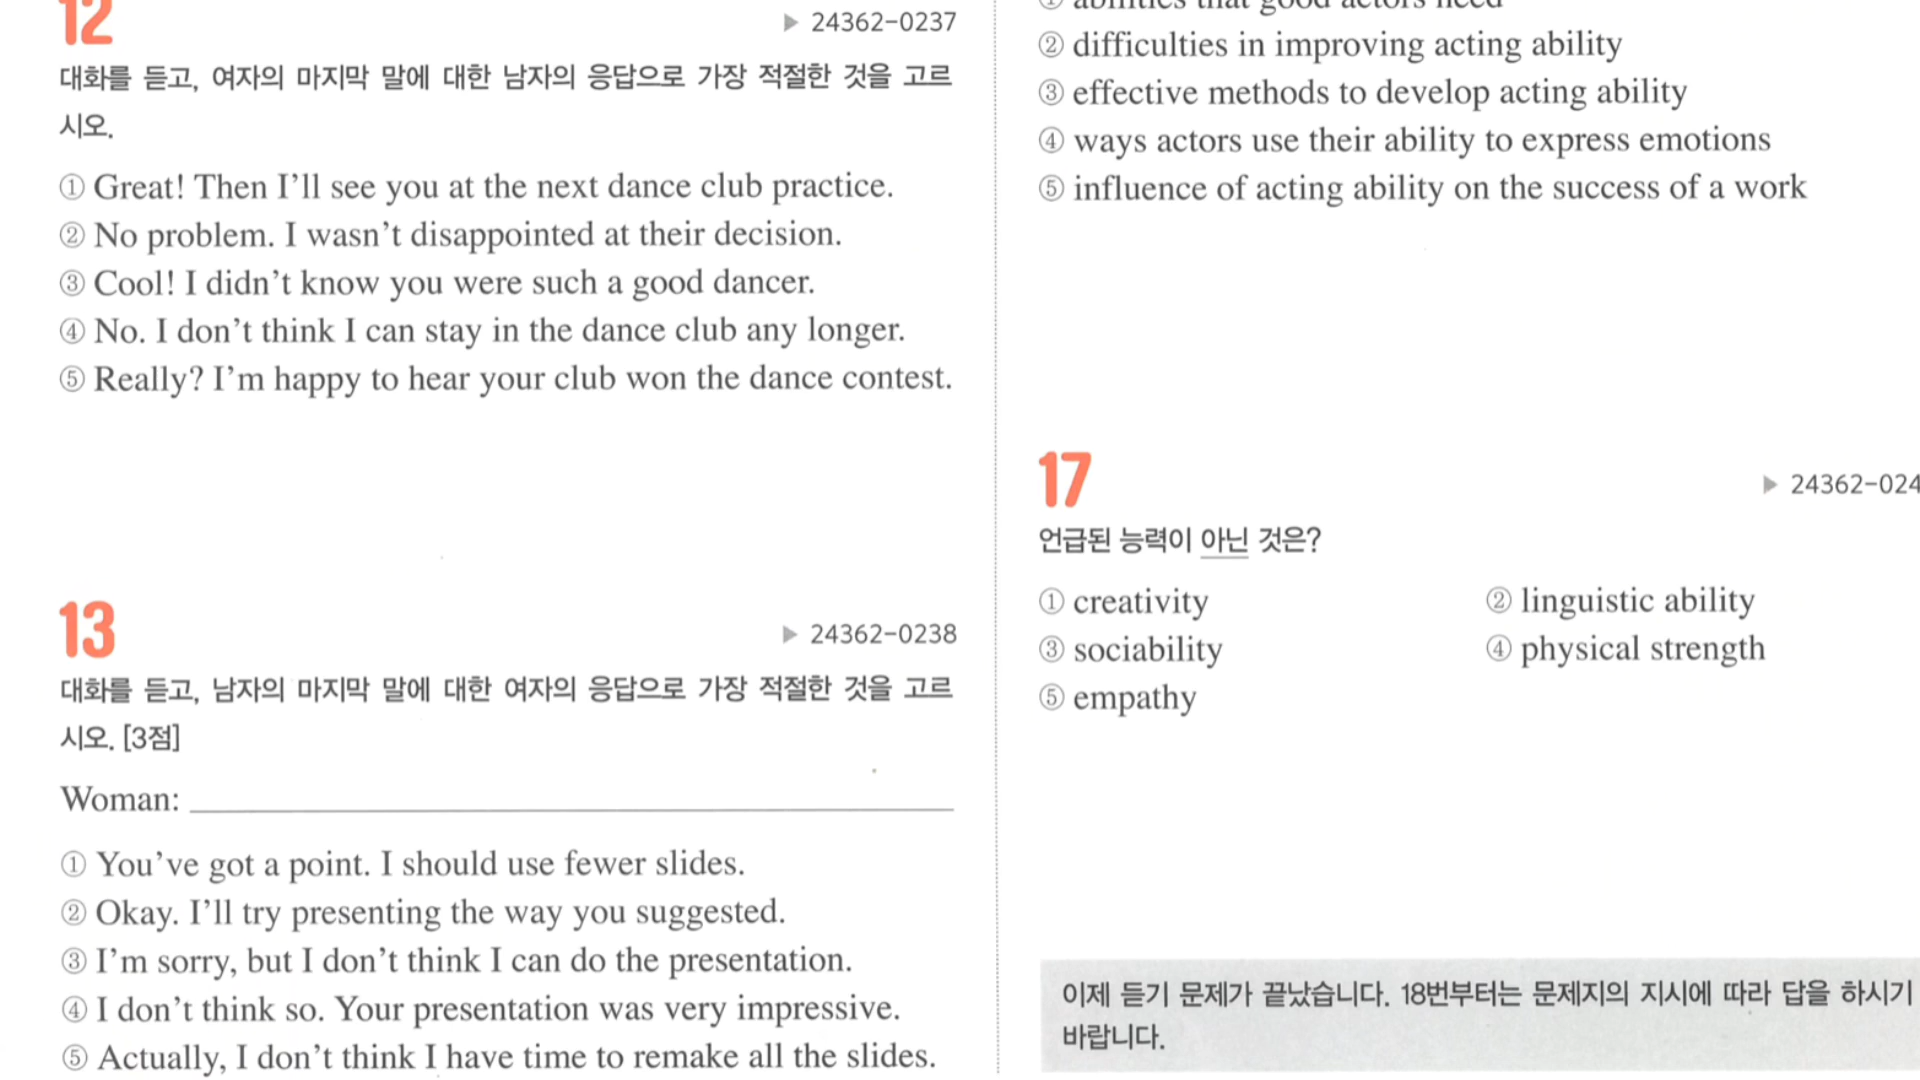 12
▶ 24362-0237
대화를 듣고, 여자의 마지막 말에 대한 남자의 응답으로 가장 적절한 것을 고르
시오.
① Great! Then I’ll see you at the next dance club practice.
② No problem. I wasn’t disappointed at their decision.
③ Cool! I didn’t know you were such a good dancer.
④ No. I don’t think I can stay in the dance club any longer.
⑤ Really? I’m happy to hear your club won the dance contest.
13
▶ 24362-0238
대화를 듣고, 남자의 마지막 말에 대한 여자의 응답으로 가장 적절한 것을 고르
시오. [3점]
Woman:
① You’ve got a point. I should use fewer slides.
② Okay. I’ll try presenting the way you suggested.
③ I’m sorry, but I don’t think I can do the presentation.
④ I don’t think so. Your presentation was very impressive.
⑤ Actually, I don’t think I have time to remake all the slides.
① abilities that good actors need
② difficulties in improving acting ability
③ effective methods to develop acting ability
④ ways actors use their ability to express emotions
⑤ influence of acting ability on the success of a work
17
▶ 24362-024
언급된 능력이 아닌 것은?
① creativity
② linguistic ability
③ sociability
④ physical strength
⑤ empathy
이제 듣기 문제가 끝났습니다. 18번부터는 문제지의 지시에 따라 답을 하시기
바랍니다.